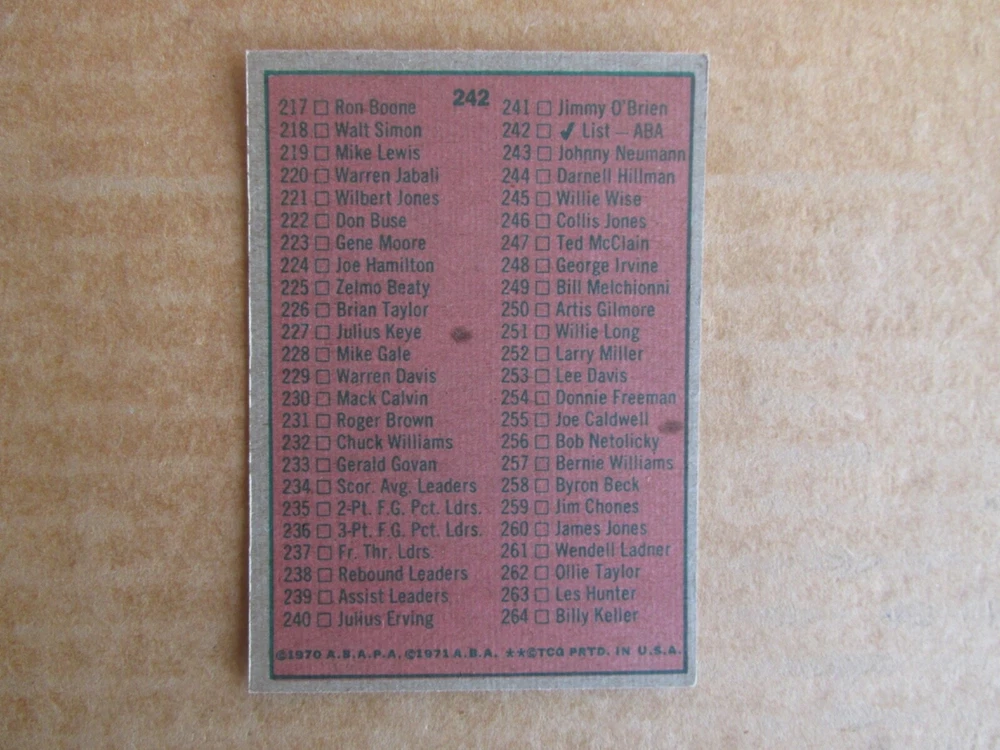 242
217 □ Ron Boone
218 □ Walt Simon
219 □ Mike Lewis
220 □ Warren Jabali
221 □ Wilbert Jones
222 □ Don Buse
223 □ Gene Moore
224 □ Joe Hamilton
225 □ Zelmo Beaty
226 □ Brian Taylor
227 □ Julius Keye
228 □ Mike Gale
229 □ Warren Davis
230 □ Mack Calvin
231 □ Roger Brown
232 □ Chuck Williams
233 □ Gerald Govan
234 □ Scor. Avg. Leaders
235 □ 2-Pt. F.G. Pct. Ldrs.
236 □ 3-Pt. F.G. Pct. Ldrs.
237 □ Fr. Thr. Ldrs.
238 □ Rebound Leaders
239 □ Assist Leaders
240 □ Julius Erving
241 □ Jimmy O'Brien
242 □ ✓ List — ABA
243 □ Johnny Neumann
244 □ Darnell Hillman
245 □ Willie Wise
246 □ Collis Jones
247 □ Ted McClain
248 □ George Irvine
249 □ Bill Melchionni
250 □ Artis Gilmore
251 □ Willie Long
252 □ Larry Miller
253 □ Lee Davis
254 □ Donnie Freeman
255 □ Joe Caldwell
256 □ Bob Netolicky
257 □ Bernie Williams
258 □ Byron Beck
259 □ Jim Chones
260 □ James Jones
261 □ Wendell Ladner
262 □ Ollie Taylor
263 □ Les Hunter
264 □ Billy Keller
©1970 A.B.A.P.A. ©1971 A.B.A. ★★©TCG PRTD. IN U.S.A.